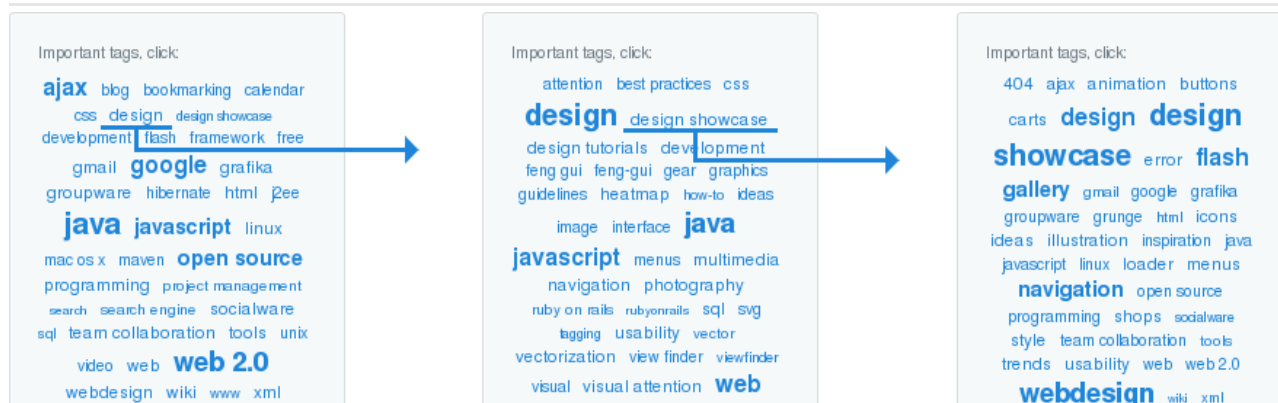 Important tags, click:
ajax blog bookmarking calendar
css design design showcase
development flash framework free
gmail google grafika
groupware hibernate html j2ee
java javascript linux
mac os x maven open source
programming project management
search search engine socialware
sql team collaboration tools unix
video web web 2.0
webdesign wiki www xml
Important tags, click:
attention best practices css
design design showcase
design tutorials development
feng gui feng-gui gear graphics
guidelines heatmap how-to ideas
image interface java
javascript menus multimedia
navigation photography
ruby on rails rubyonrails sql svg
tagging usability vector
vectorization view finder viewfinder
visual visual attention web
Important tags, click:
404 ajax animation buttons
carts design design
showcase error flash
gallery gmail google grafika
groupware grunge html icons
ideas illustration inspiration java
javascript linux loader menus
navigation open source
programming shops socialware
style team collaboration tools
trends usability web web 2.0
webdesign wiki xml